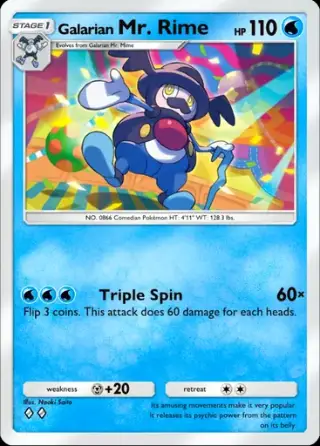 STAGE 1
Galarian Mr. Rime HP 110
Evolves from Galarian Mr. Mime
NO. 0866 Comedian Pokémon HT: 4'11" WT: 128.3 lbs.
Triple Spin 60×
Flip 3 coins. This attack does 60 damage for each heads.
weakness +20 retreat
Illus. Naoki Saito
Its amusing movements make it very popular.
It releases its psychic power from the pattern
on its belly.